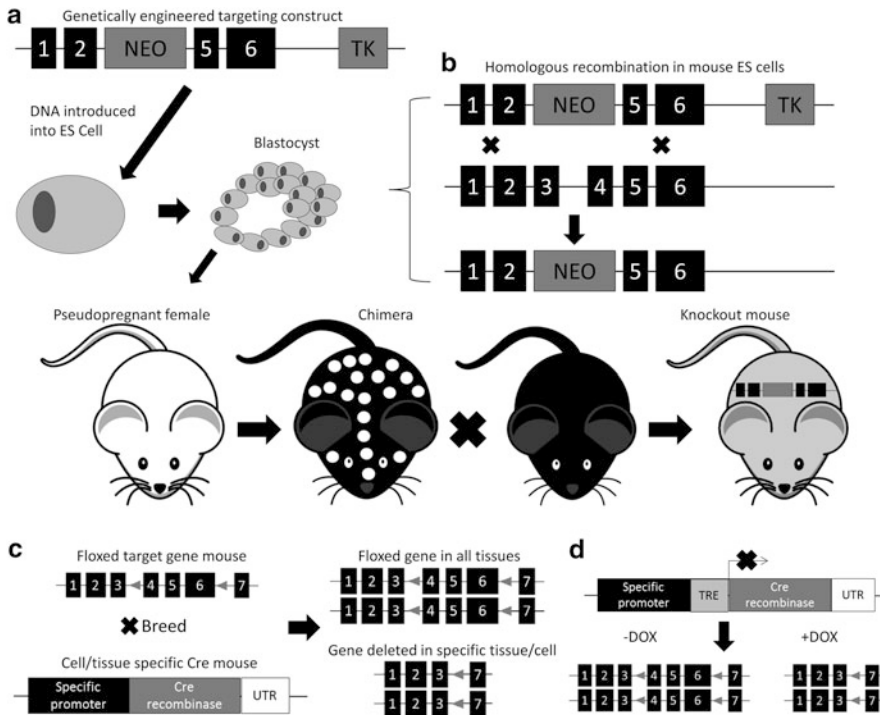 a
Genetically engineered targeting construct
1 2 NEO 5 6 TK
DNA introduced
into ES Cell
Blastocyst
b
Homologous recombination in mouse ES cells
1 2 NEO 5 6 TK
1 2 3 4 5 6
1 2 NEO 5 6
Pseudopregnant female
Chimera
Knockout mouse
c
Floxed target gene mouse
1 2 3 4 5 6 7
Breed
Cell/tissue specific Cre mouse
Specific
promoter
Cre
recombinase
UTR
Floxed gene in all tissues
1 2 3 4 5 6 7
1 2 3 4 5 6 7
Gene deleted in specific tissue/cell
1 2 3 7
1 2 3 7
d
Specific
promoter
TRE
Cre
recombinase
UTR
-DOX
+DOX
1 2 3 4 5 6 7
1 2 3 4 5 6 7
1 2 3 7
1 2 3 7